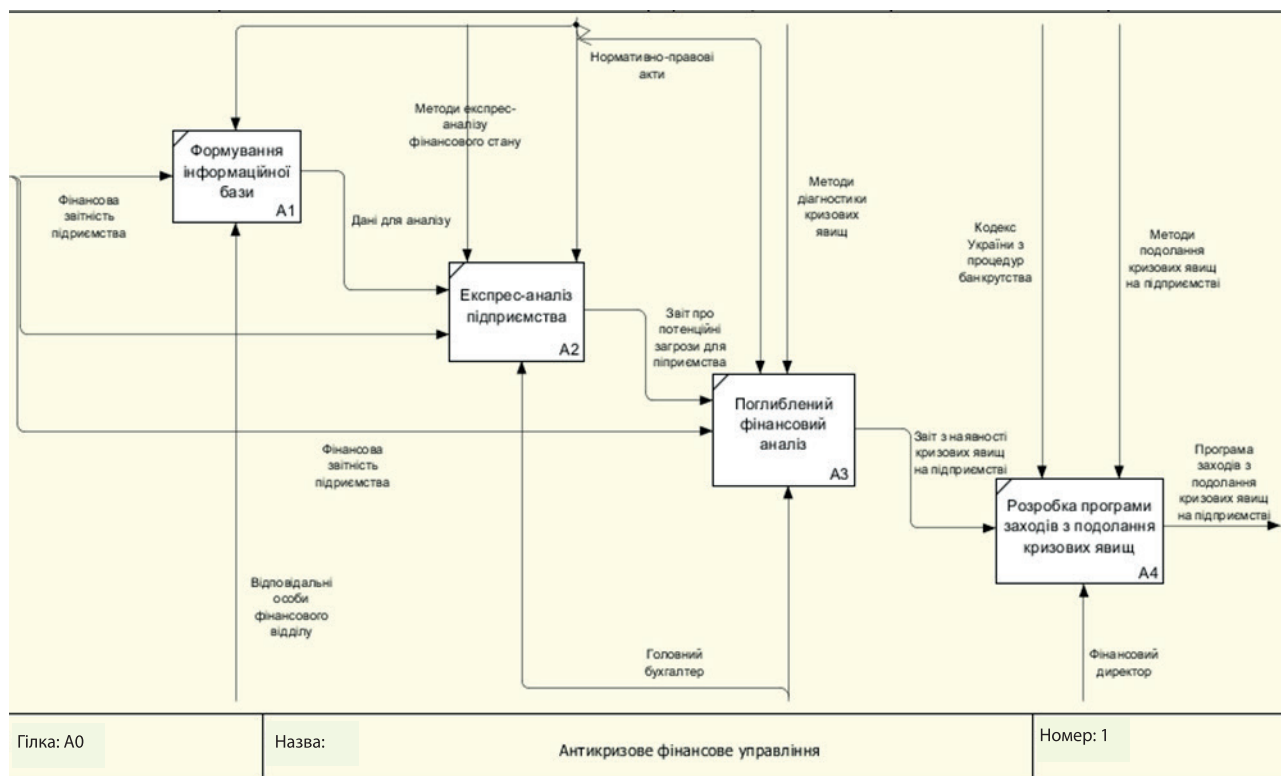 Нормативно-правові
акти
Методи експрес-
аналізу
фінансового стану
Формування
інформаційної
бази
A1
Фінансова
звітність
підриємства
Дані для аналізу
Методи
діагностики
кризових
явищ
Кодекс
України з
процедур
банкрутства
Методи
подолання
кризових явищ
на підприємстві
Експрес-аналіз
підприємства
A2
Звіт про
потенційні
загрози для
піприємства
Поглиблений
фінансовий
аналіз
A3
Фінансова
звітність
підриємства
Звіт з наявності
кризових явищ
на підприємстві
Програма
заходів з
подолання
кризових явищ
на підприємстві
Розробка програми
заходів з подолання
кризових явищ
A4
Відповідальні
особи
фінансового
відділу
Головний
бухгалтер
Фінансовий
директор
Гілка: A0
Назва:
Антикризове фінансове управління
Номер: 1